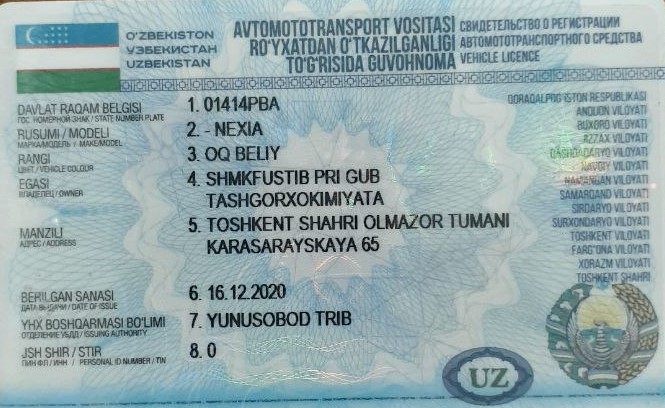 O'ZBEKISTON
УЗБЕКИСТАН
UZBEKISTAN
AVTOMOTOTRANSPORT VOSITASI
RO'YXATDAN O'TKAZILGANLIGI
TO'G'RISIDA GUVOHNOMA
СВИДЕТЕЛЬСТВО О РЕГИСТРАЦИИ
АВТОМОТОТРАНСПОРТНОГО СРЕДСТВА
VEHICLE LICENCE
DAVLAT RAQAM BELGISI
ГОС. НОМЕРНОЙ ЗНАК / STATE NUMBER PLATE
1. 01414PBA
RUSUMI / MODELI
МАРКА/МОДЕЛЬ / MAKE/MODEL
2. - NEXIA
RANGI
ЦВЕТ / VEHICLE COLOUR
3. OQ BELIY
EGASI
ВЛАДЕЛЕЦ / OWNER
4. SHMKFUSTIB PRI GUB
TASHGORXOKIMIYATA
MANZILI
АДРЕС / ADDRESS
5. TOSHKENT SHAHRI OLMAZOR TUMANI
KARASARAYSKAYA 65
BERILGAN SANASI
ДАТА ВЫДАЧИ / DATE OF ISSUE
6. 16.12.2020
YHX BOSHQARMASI BO'LIMI
ОТДЕЛЕНИЕ УБДД / ISSUING AUTHORITY
7. YUNUSOBOD TRIB
JSH SHIR / STIR
ПИНФЛ / ИНН / PERSONAL ID NUMBER / TIN
8. 0
RESPUBLIKASI
VILOYATI
BUXORO VILOYATI
JIZZAX VILOYATI
VILOYATI
NAVOIY VILOYATI
NAMANGAN VILOYATI
SAMARQAND VILOYATI
SIRDARYO VILOYATI
SURXONDARYO VILOYATI
TOSHKENT VILOYATI
FARG'ONA VILOYATI
XORAZM VILOYATI
TOSHKENT SHAHRI
UZ